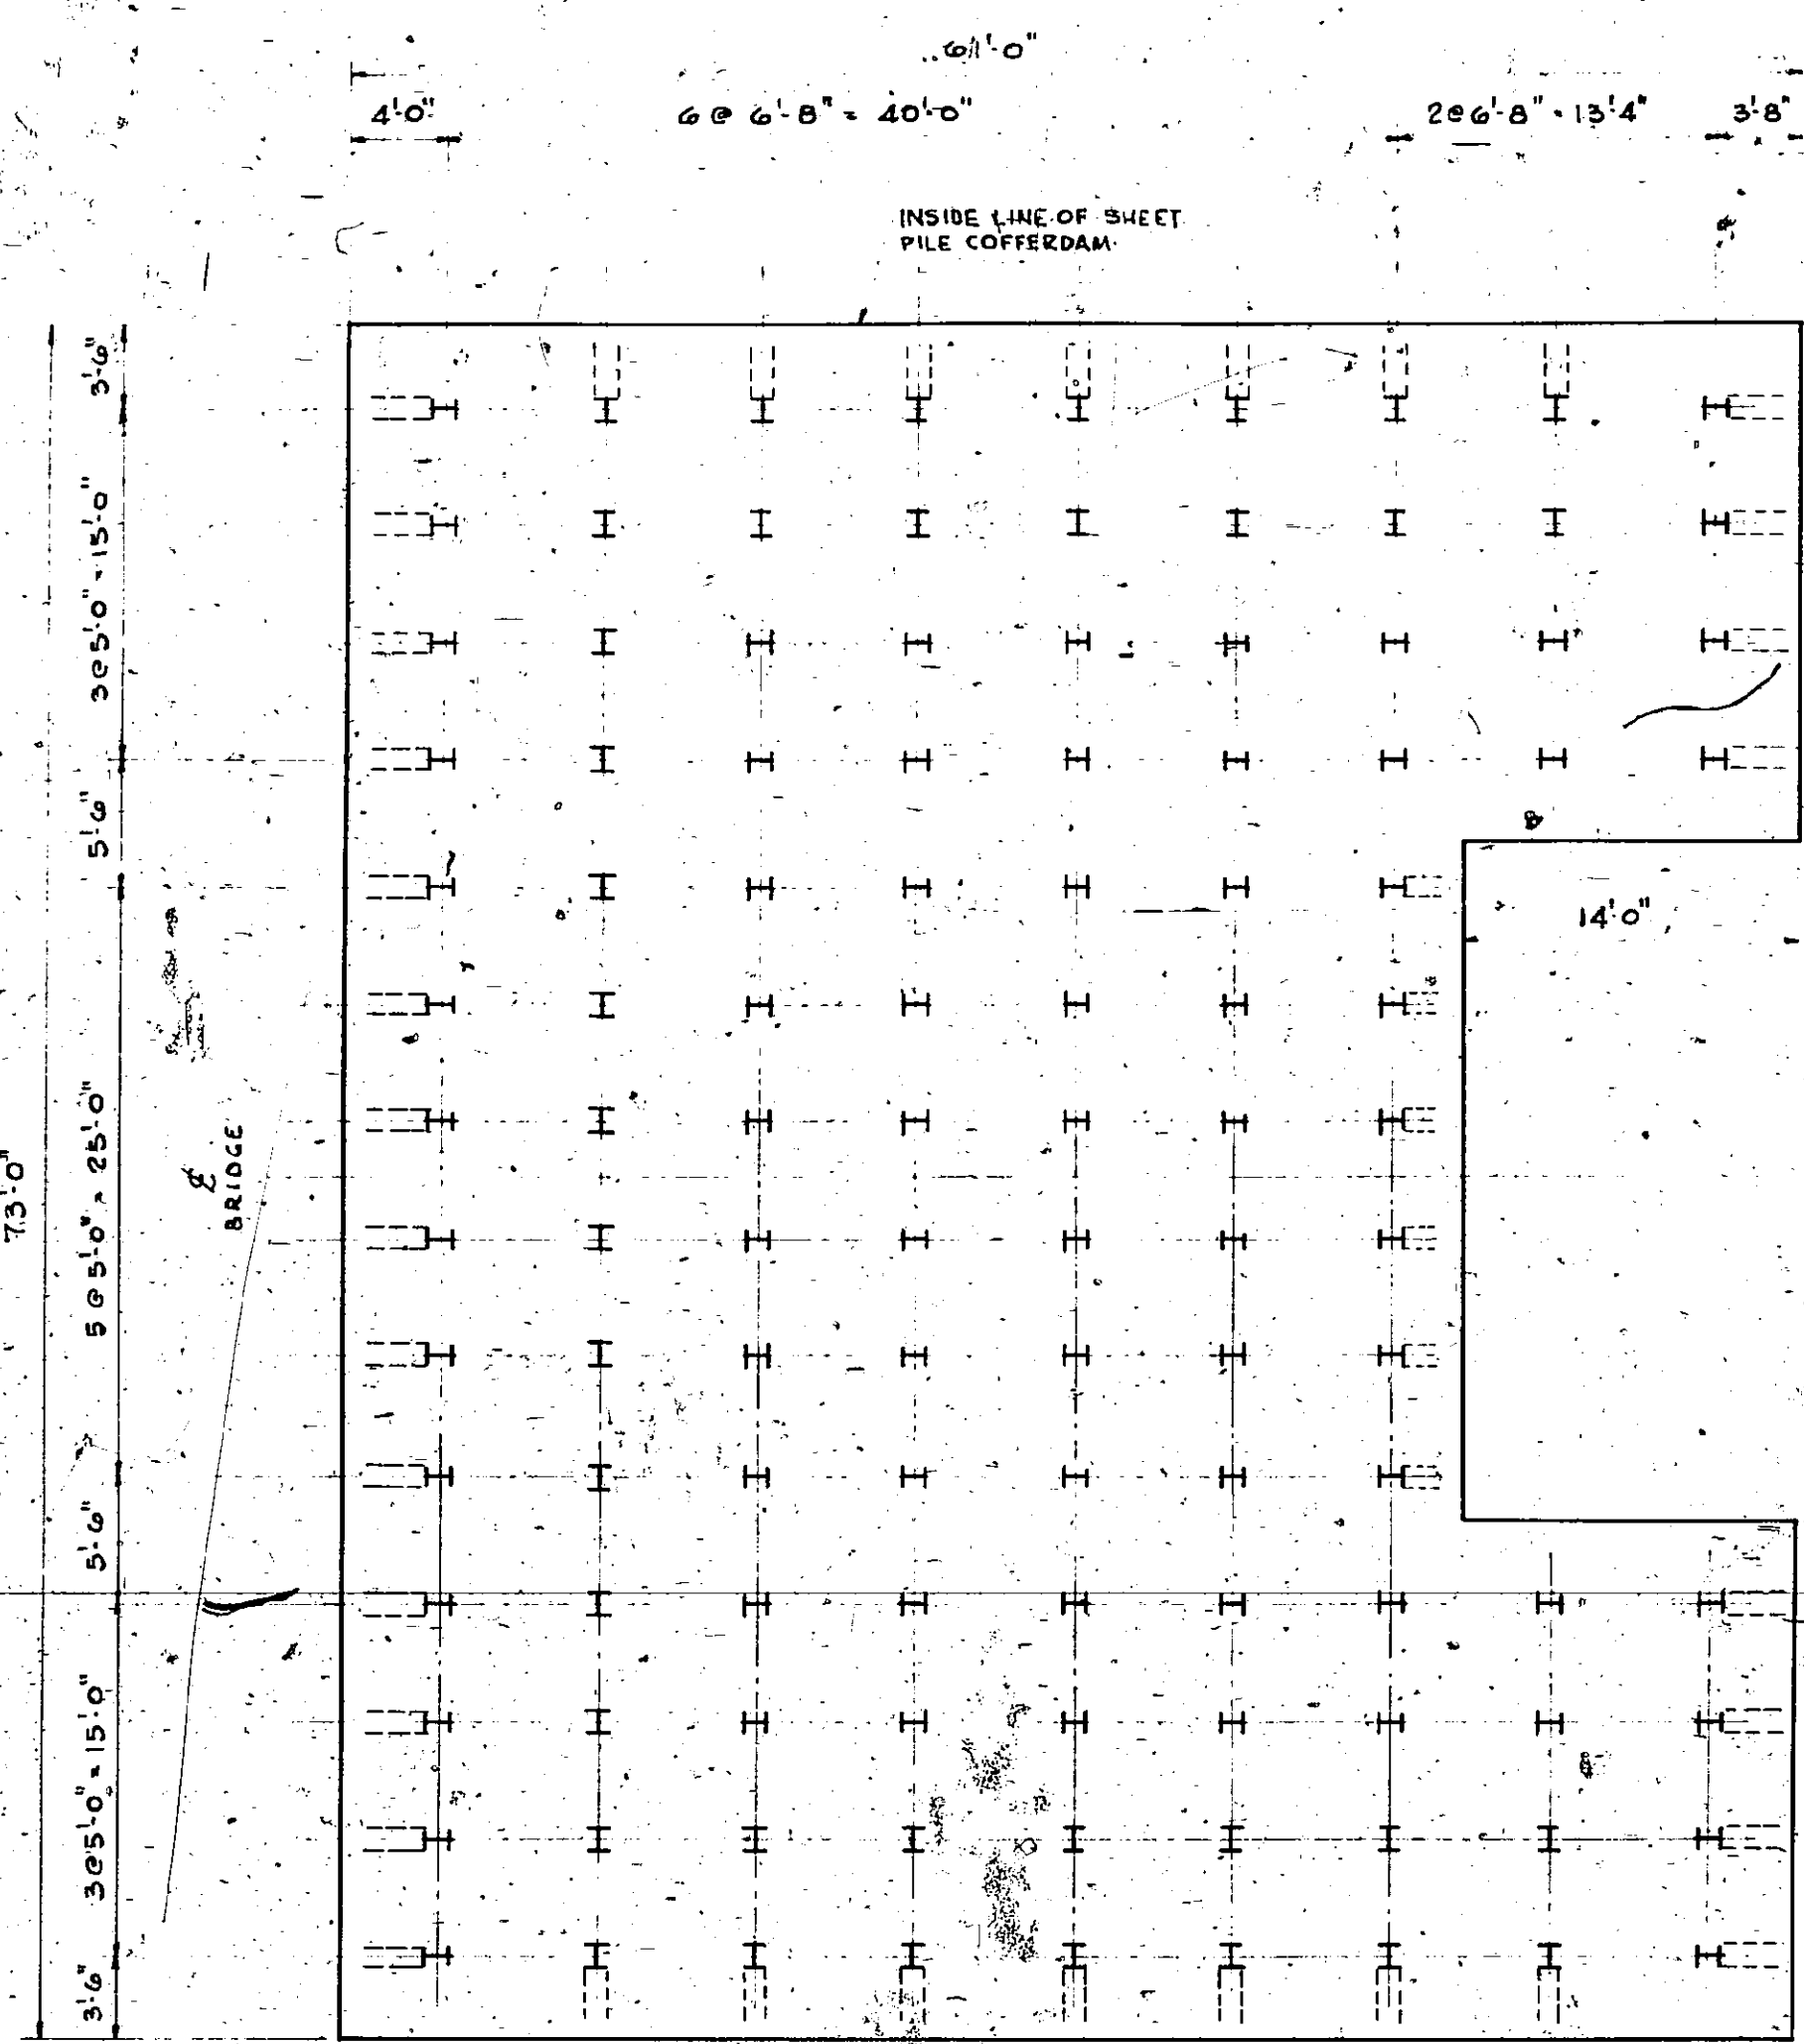 61'-0"
4'-0"
6 @ 6'-8" = 40'-0"
2@6'-8" = 13'-4"
3'-8"
INSIDE LINE OF SHEET
PILE COFFERDAM
3'-6"
3@5'-0" = 15'-0"
5'-6"
14'-0"
5@5'-0" = 25'-0"
73'-0"
℄
BRIDGE
5'-6"
3@5'-0" = 15'-0"
3'-6"